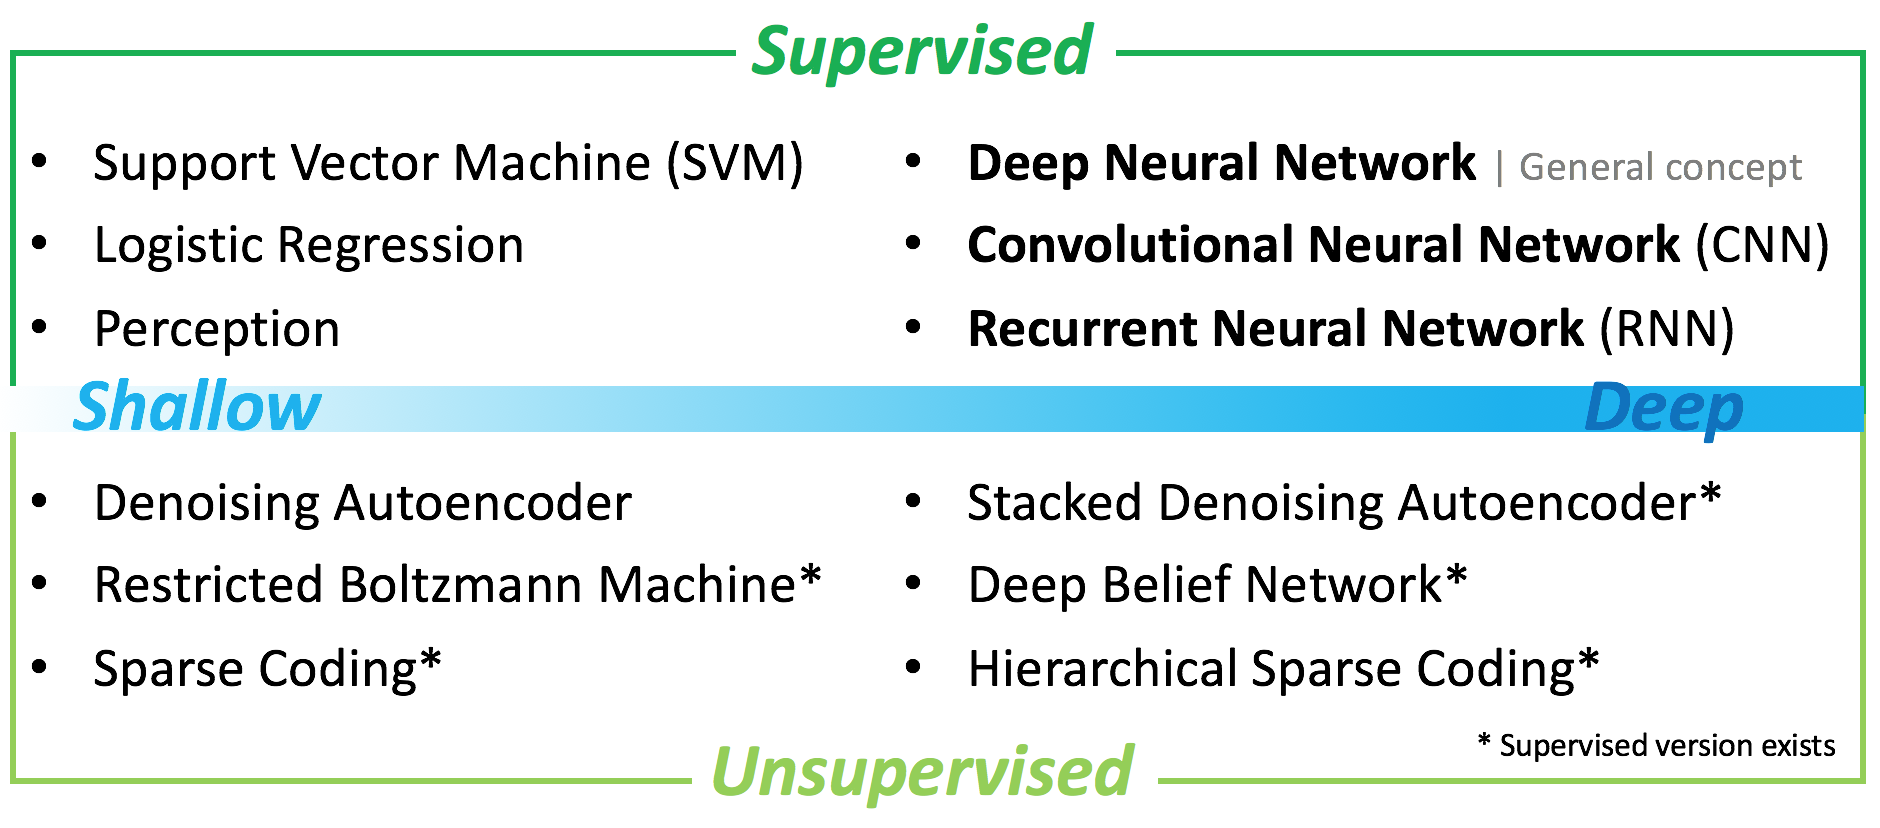 Supervised
• Support Vector Machine (SVM)
• Logistic Regression
• Perception
• Deep Neural Network | General concept
• Convolutional Neural Network (CNN)
• Recurrent Neural Network (RNN)
Shallow
Deep
• Denoising Autoencoder
• Restricted Boltzmann Machine*
• Sparse Coding*
• Stacked Denoising Autoencoder*
• Deep Belief Network*
• Hierarchical Sparse Coding*
* Supervised version exists
Unsupervised